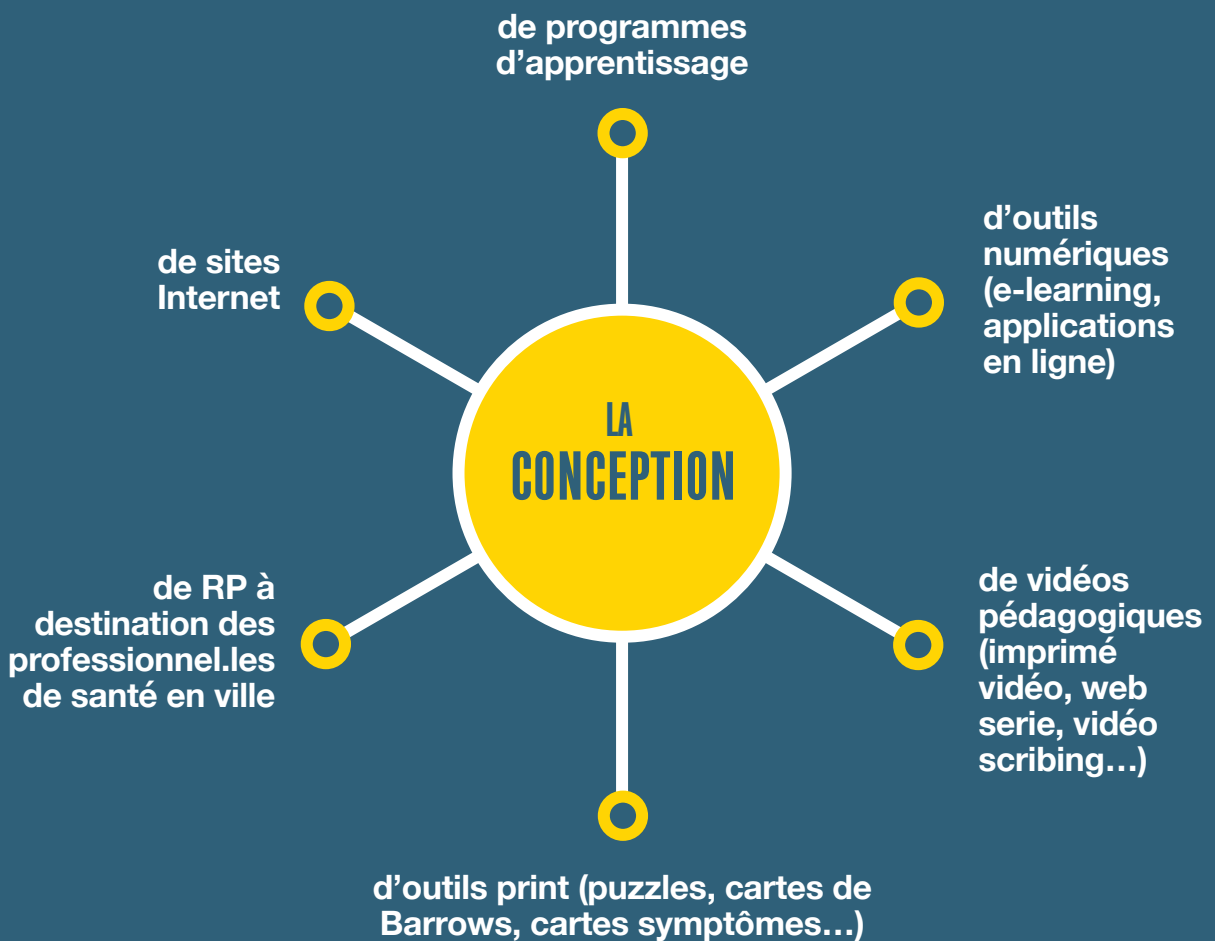 de programmes
d’apprentissage
d’outils
numériques
(e-learning,
applications
en ligne)
de sites
Internet
LA
CONCEPTION
de RP à
destination des
professionnel.les
de santé en ville
de vidéos
pédagogiques
(imprimé
vidéo, web
serie, vidéo
scribing…)
d’outils print (puzzles, cartes de
Barrows, cartes symptômes…)